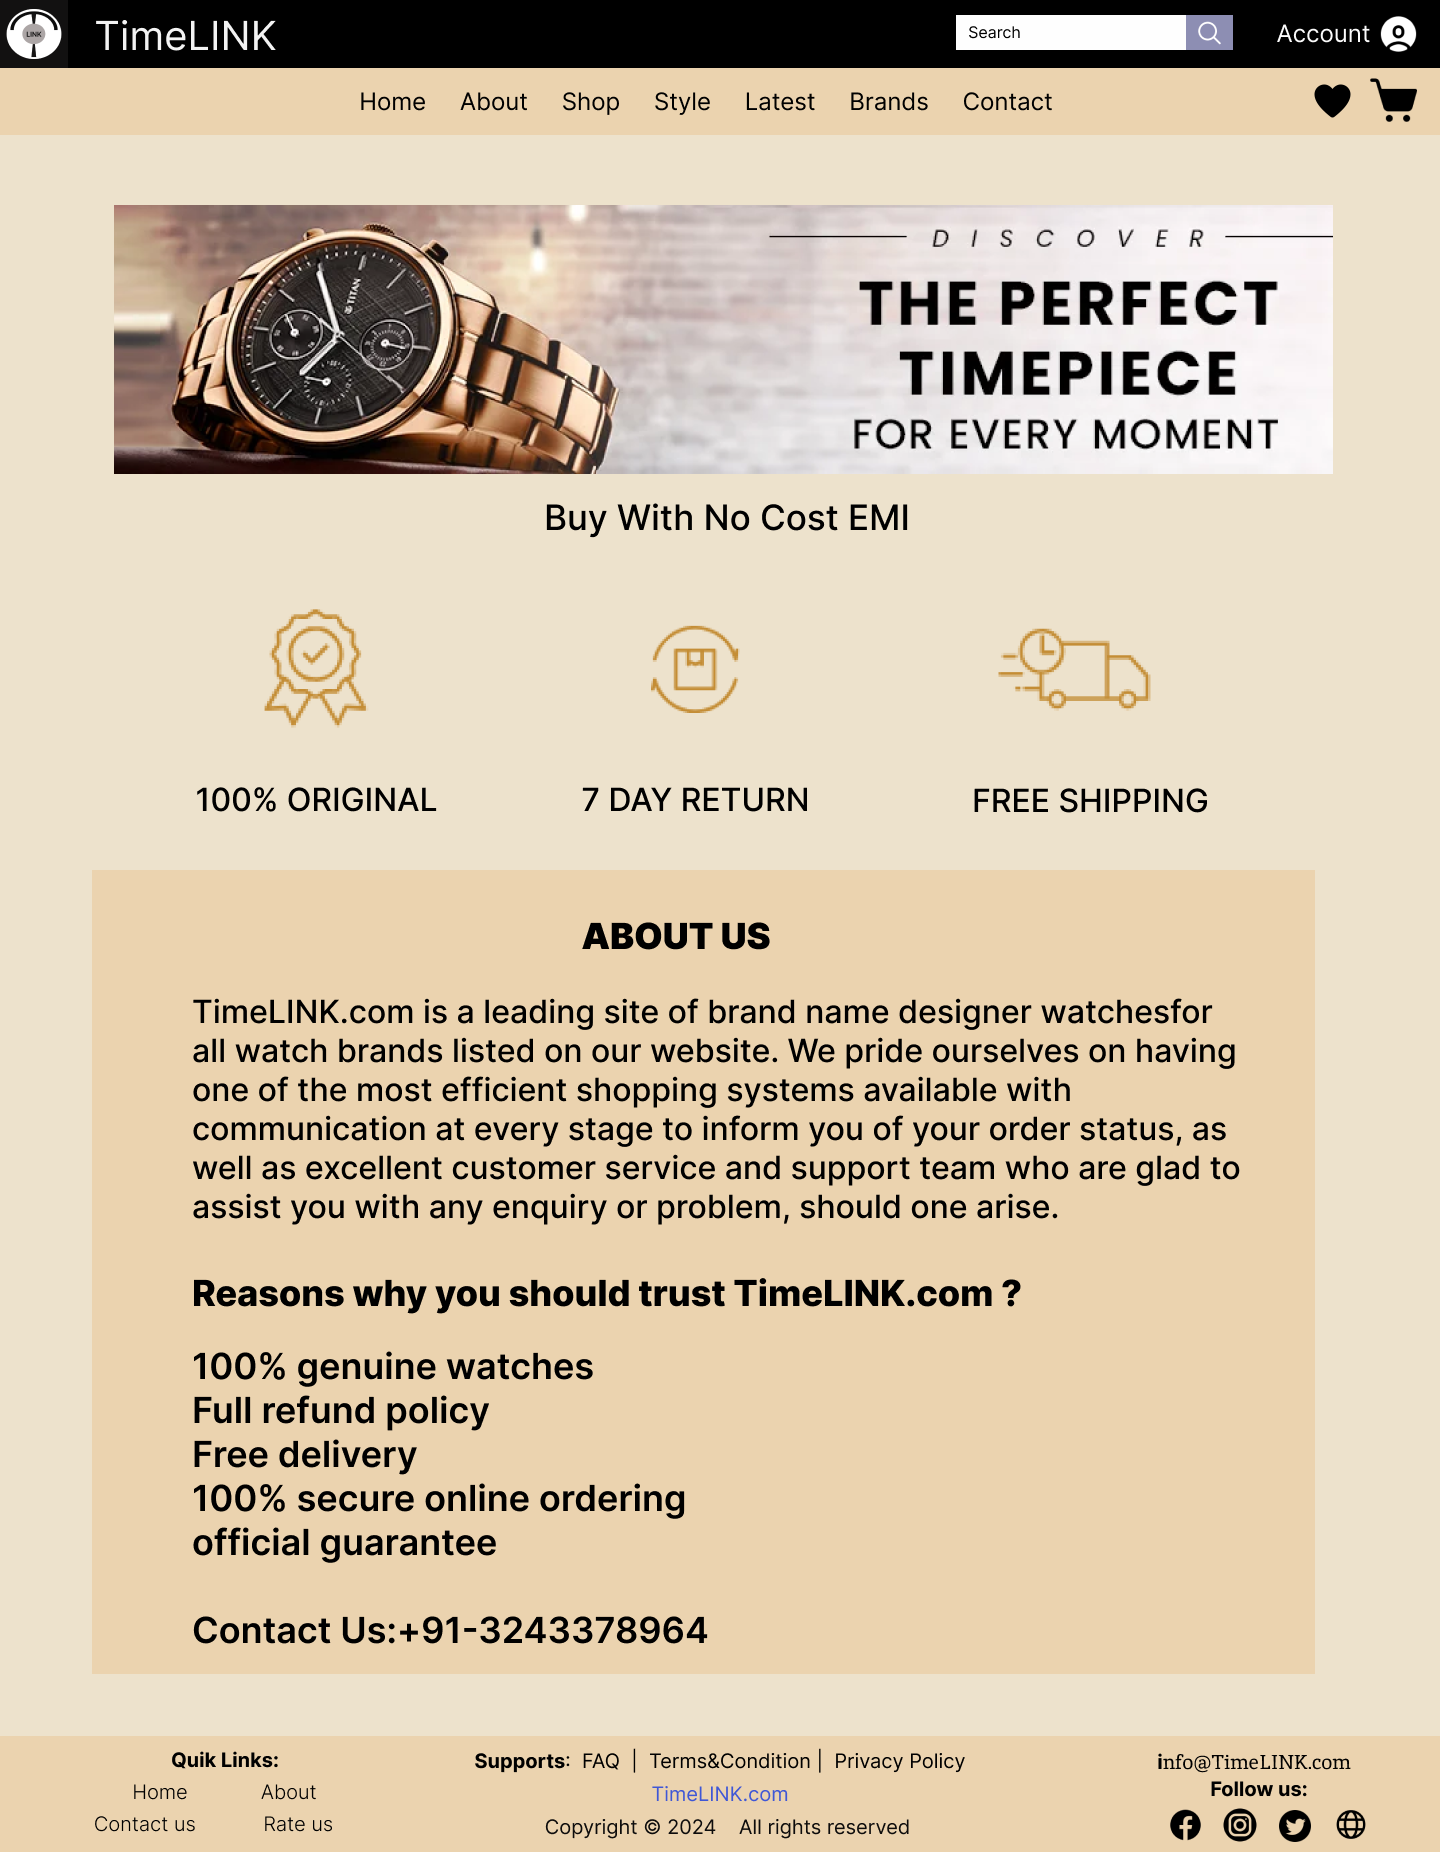 LINK
TimeLINK
Search
Account
Home About Shop Style Latest Brands Contact
DISCOVER
THE PERFECT
TIMEPIECE
FOR EVERY MOMENT
TITAN
Buy With No Cost EMI
100% ORIGINAL
7 DAY RETURN
FREE SHIPPING
ABOUT US
TimeLINK.com is a leading site of brand name designer watchesfor
all watch brands listed on our website. We pride ourselves on having
one of the most efficient shopping systems available with
communication at every stage to inform you of your order status, as
well as excellent customer service and support team who are glad to
assist you with any enquiry or problem, should one arise.
Reasons why you should trust TimeLINK.com ?
100% genuine watches
Full refund policy
Free delivery
100% secure online ordering
official guarantee
Contact Us:+91-3243378964
Quik Links:
Home About
Contact us Rate us
Supports: FAQ | Terms&Condition | Privacy Policy
TimeLINK.com
Copyright © 2024 All rights reserved
info@TimeLINK.com
Follow us: